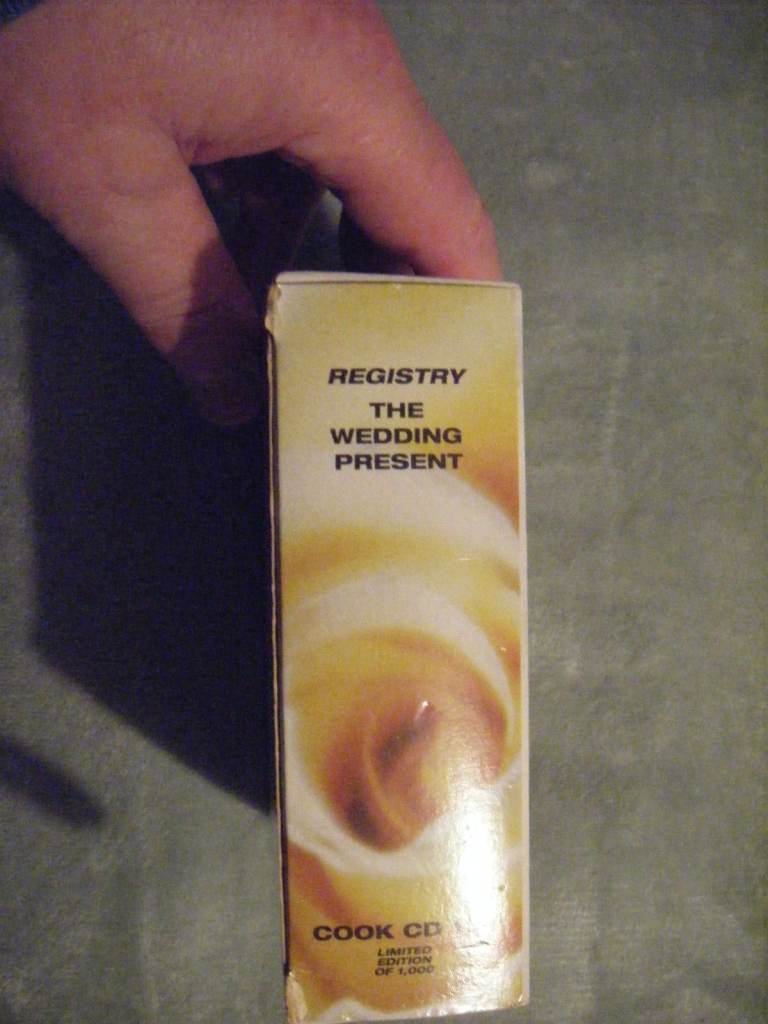 REGISTRY
THE
WEDDING
PRESENT
COOK CD
LIMITED
EDITION
OF 1,000